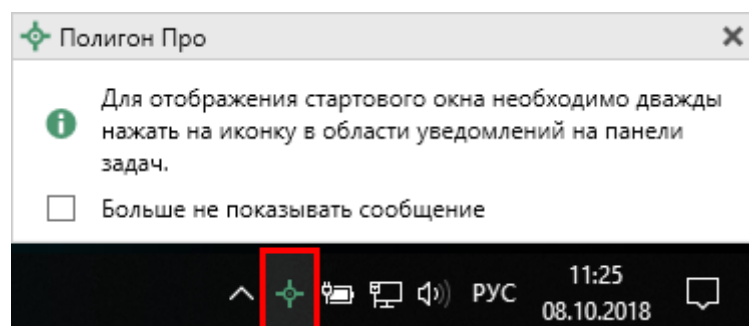 Полигон Про
Для отображения стартового окна необходимо дважды
нажать на иконку в области уведомлений на панели
задач.
Больше не показывать сообщение
РУС
11:25
08.10.2018